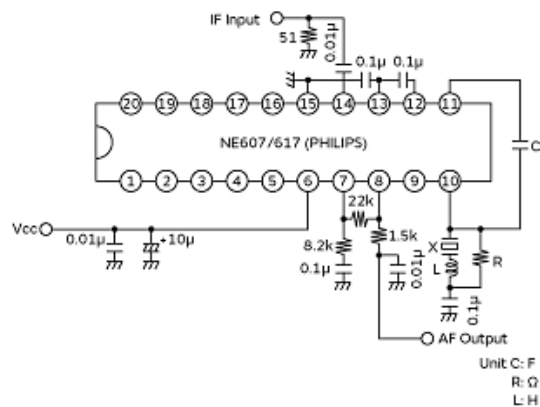 IF Input
51
0.01μ
0.1μ 0.1μ
20 19 18 17 16 15 14 13 12 11
NE607/617 (PHILIPS)
C
1 2 3 4 5 6 7 8 9 10
22k
Vcc
0.01μ
+10μ
8.2k
1.5k
0.1μ
0.01μ
X
L
R
0.1μ
AF Output
Unit C: F
R: Ω
L: H